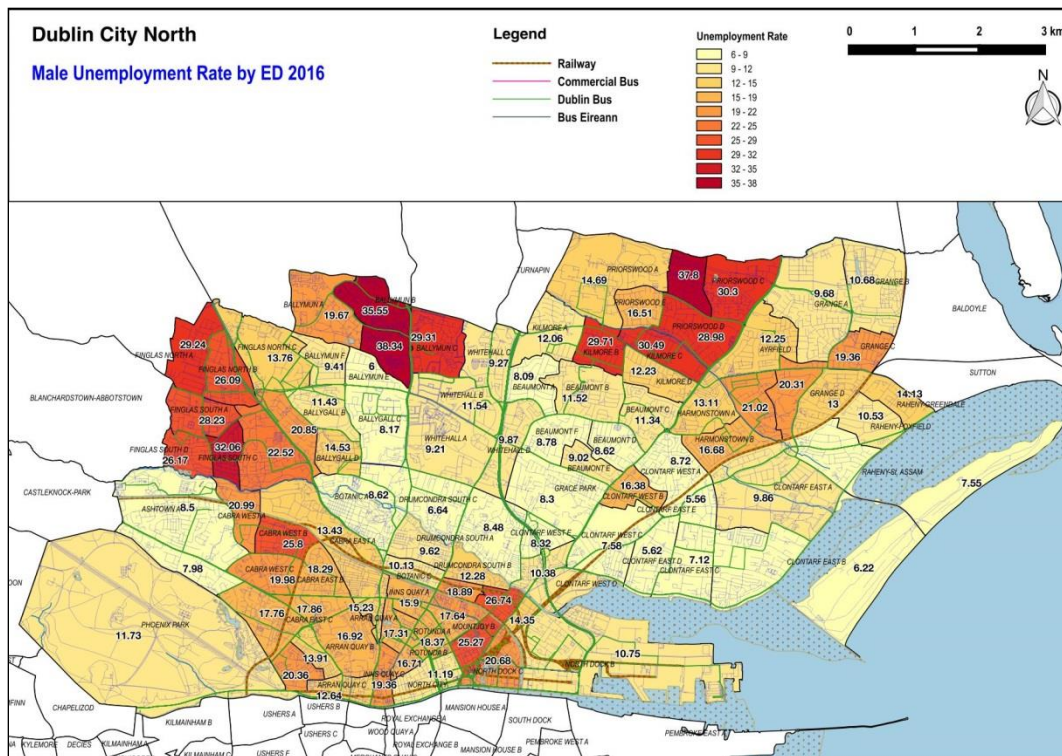 Dublin City North
Male Unemployment Rate by ED 2016
Legend
Railway
Commercial Bus
Dublin Bus
Bus Eireann
Unemployment Rate
6 - 9
9 - 12
12 - 15
15 - 19
19 - 22
22 - 25
25 - 29
29 - 32
32 - 35
35 - 38
0 1 2 3 km
N
TURNAPIN
14.69
PRIORSWOOD A
37.8
PRIORSWOOD C
30.3
10.68
GRANGE B
9.68
GRANGE A
BALDOYLE
BALLYMUN A
19.67
BALLYMUN B
35.55
38.34
29.31
BALLYMUN C
PRIORSWOOD E
16.51
PRIORSWOOD D
28.98
KILMORE A
12.06
29.71
KILMORE B
30.49
KILMORE C
12.23
KILMORE D
12.25
AYRFIELD
GRANGE C
19.36
SUTTON
29.24
FINGLAS NORTH A
FINGLAS NORTH C
13.76
FINGLAS NORTH B
26.09
BALLYMUN F
9.41
6
BALLYMUN E
WHITEHALL C
9.27
8.09
BEAUMONT A
BEAUMONT B
11.52
BEAUMONT C
11.34
13.11
HARMONSTOWN A
21.02
20.31
GRANGE D
13
14.13
RAHENY-GREENDALE
10.53
RAHENY-FOXFIELD
BLANCHARDSTOWN-ABBOTSTOWN
FINGLAS SOUTH A
28.23
11.43
BALLYGALL B
BALLYGALL C
8.17
WHITEHALL B
11.54
WHITEHALL A
9.21
9.87
WHITEHALL D
BEAUMONT F
8.78
BEAUMONT D
8.62
9.02
BEAUMONT E
HARMONSTOWN B
16.68
RAHENY-ST. ASSAM
FINGLAS SOUTH D
26.17
32.06
FINGLAS SOUTH C
20.85
22.52
14.53
BALLYGALL D
8.72
CLONTARF WEST A
GRACE PARK
8.3
16.38
CLONTARF WEST B
5.56
CLONTARF EAST E
CLONTARF EAST A
9.86
7.55
CASTLEKNOCK-PARK
ASHTOWN A
8.5
20.99
CABRA WEST A
BOTANIC A
8.62
DRUMCONDRA SOUTH C
6.64
CABRA WEST B
25.8
13.43
CABRA EAST A
8.48
DRUMCONDRA SOUTH A
9.62
CLONTARF WEST E
8.32
CLONTARF WEST C
7.58
5.62
CLONTARF EAST D
7.12
CLONTARF EAST C
CLONTARF EAST B
6.22
7.98
CABRA WEST C
19.98
18.29
CABRA EAST B
10.13
BOTANIC C
DRUMCONDRA SOUTH B
12.28
10.38
CLONTARF WEST D
PHOENIX PARK
11.73
17.76
17.86
CABRA EAST C
15.23
ARRAN QUAY A
INNS QUAY A
15.9
18.89
26.74
17.64
MOUNTJOY B
14.35
16.92
ARRAN QUAY B
17.31
ROTUNDA A
18.37
ROTUNDA B
25.27
10.75
NORTH DOCK B
13.91
20.36
16.71
INNS QUAY C
19.36
11.19
NORTH CITY
20.68
NORTH DOCK C
ARRAN QUAY C
12.64
CHAPELIZOD
KILMAINHAM B
USHERS A
USHERS B
ROYAL EXCHANGE A
MANSION HOUSE A
SOUTH DOCK
USHERS C
WOOD QUAY A
PEMBROKE EAST A
KYLEMORE
DECIES
KILMAINHAM A
KILMAINHAM C
USHERS F
ROYAL EXCHANGE B
MANSION HOUSE B
PEMBROKE WEST A